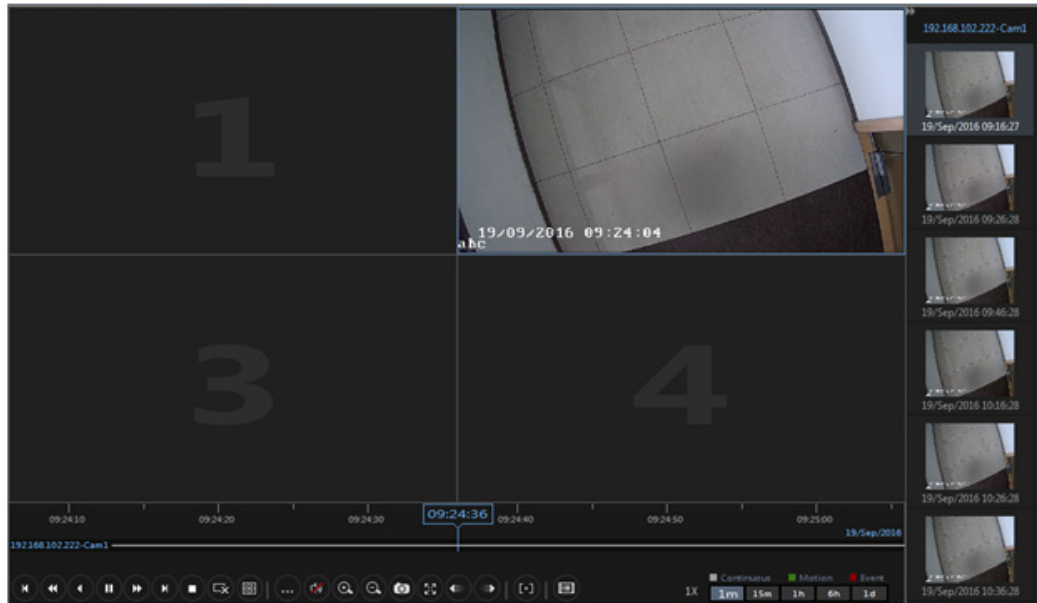 1
19/09/2016 09:24:04
abc
3
4
192.168.102.222-Cam1
19/Sep/2016 09:16:27
19/Sep/2016 09:26:28
19/Sep/2016 09:46:28
19/Sep/2016 10:16:28
19/Sep/2016 10:26:28
19/Sep/2016 10:36:28
09:24:10
09:24:20
09:24:30
09:24:36
09:24:40
09:24:50
09:25:00
19/Sep/2016
192.168.102.222-Cam1
...
1X
Continuous Motion Event
1m 15m 1h 6h 1d